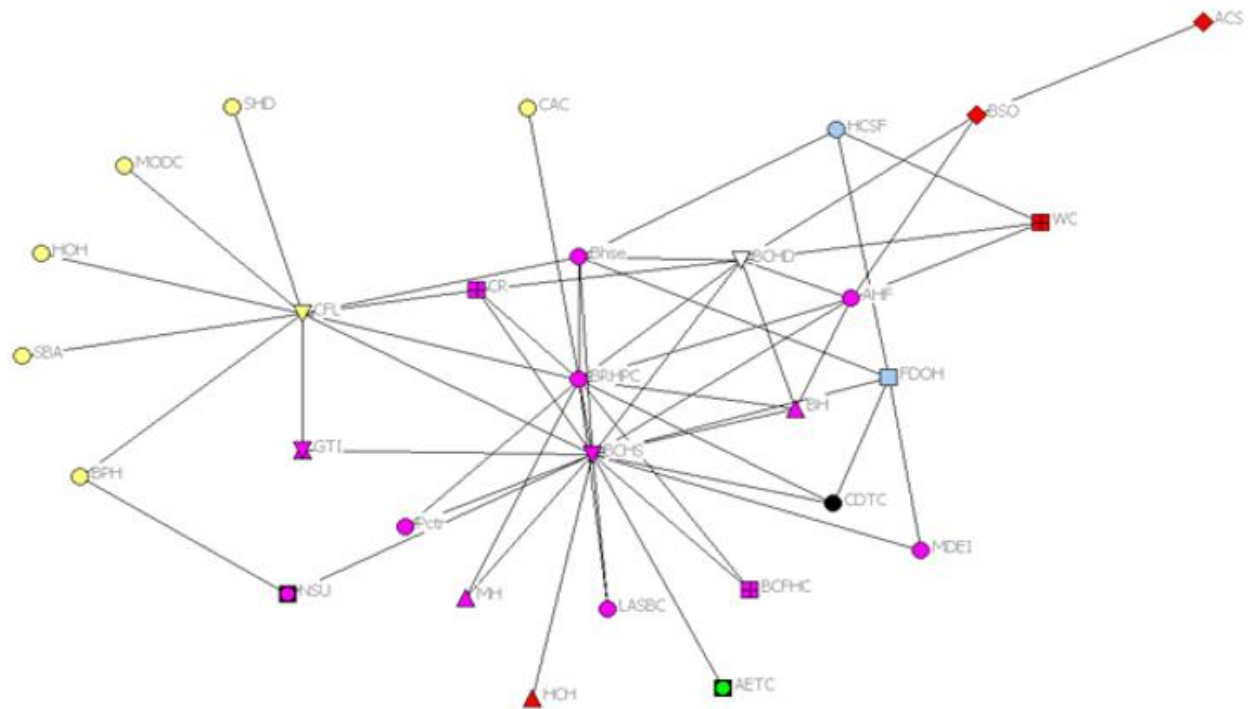 ACS
SHD
CAC
BSO
HCSF
MODC
WC
HOH
Bhse
BCHD
CR
AHF
CFL
SBA
BRHPC
FDOH
BH
GTI
BCHS
BPH
CDTC
Pctr
MDEI
NSU
MH
BCFHC
LASBC
HCH
AETC